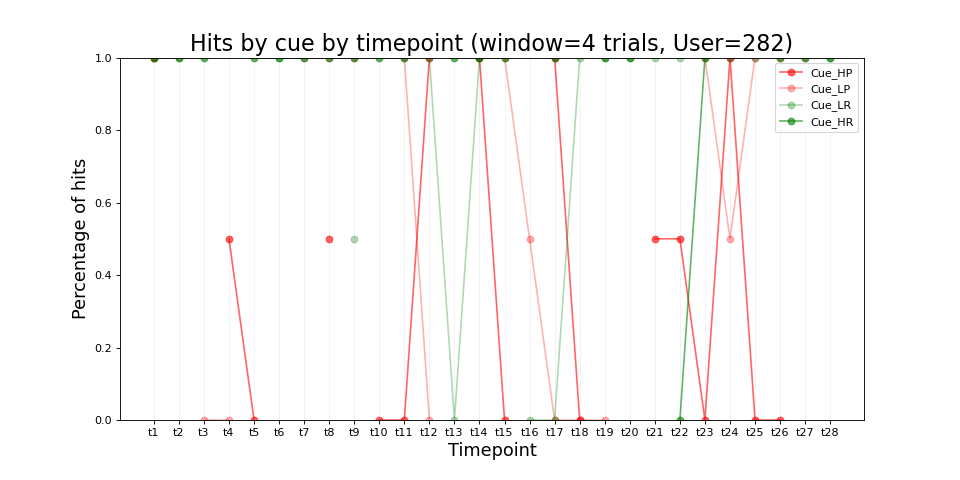 Hits by cue by timepoint (window=4 trials, User=282)
Percentage of hits
1.0
0.8
0.6
0.4
0.2
0.0
Cue_HP
Cue_LP
Cue_LR
Cue_HR
t1 t2 t3 t4 t5 t6 t7 t8 t9 t10 t11 t12 t13 t14 t15 t16 t17 t18 t19 t20 t21 t22 t23 t24 t25 t26 t27 t28
Timepoint